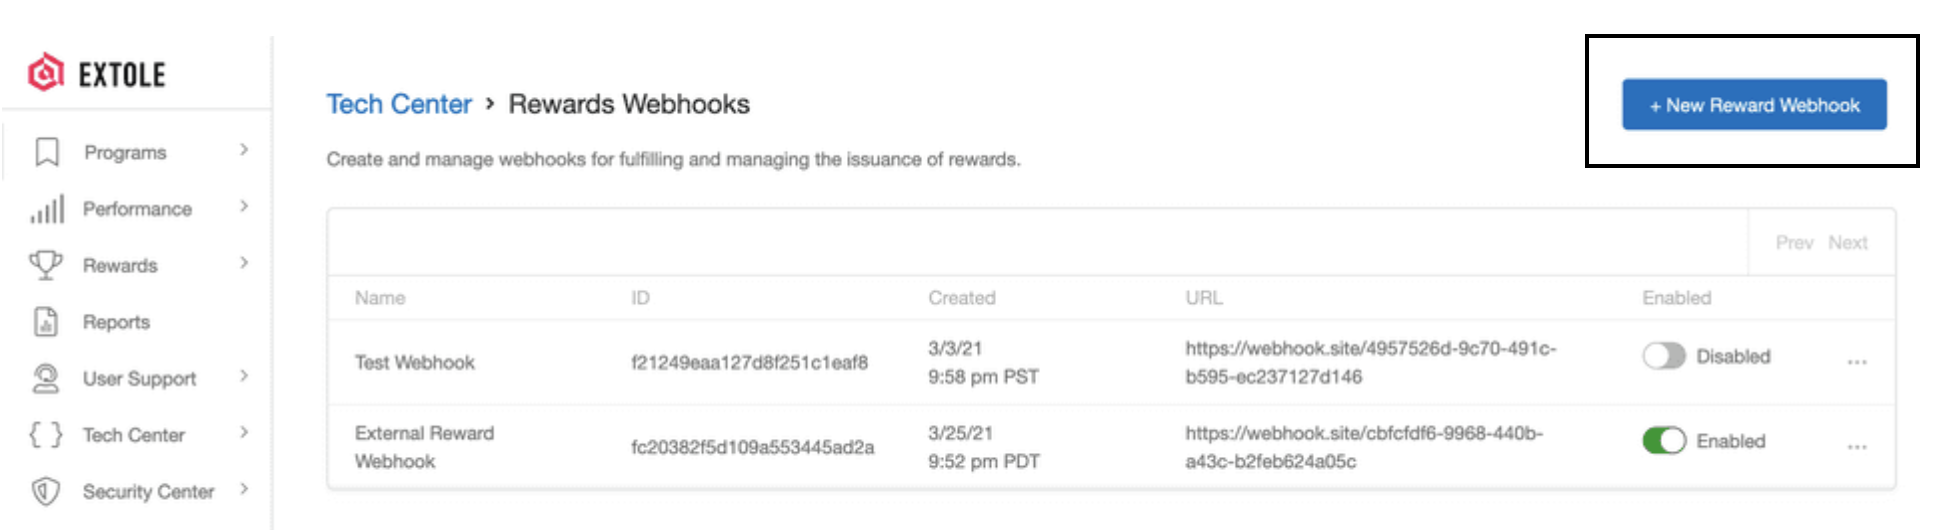 EXTOLE
Programs
Performance
Rewards
Reports
User Support
Tech Center
Security Center
Tech Center > Rewards Webhooks
+ New Reward Webhook
Create and manage webhooks for fulfilling and managing the issuance of rewards.
Prev Next
Name ID Created URL Enabled
Test Webhook f21249eaa127d8f251c1eaf8 3/3/21 https://webhook.site/4957526d-9c70-491c- Disabled ...
9:58 pm PST b595-ec237127d146
External Reward fc20382f5d109a553445ad2a 3/25/21 https://webhook.site/cbfcfdf6-9968-440b- Enabled ...
Webhook 9:52 pm PDT a43c-b2feb624a05c